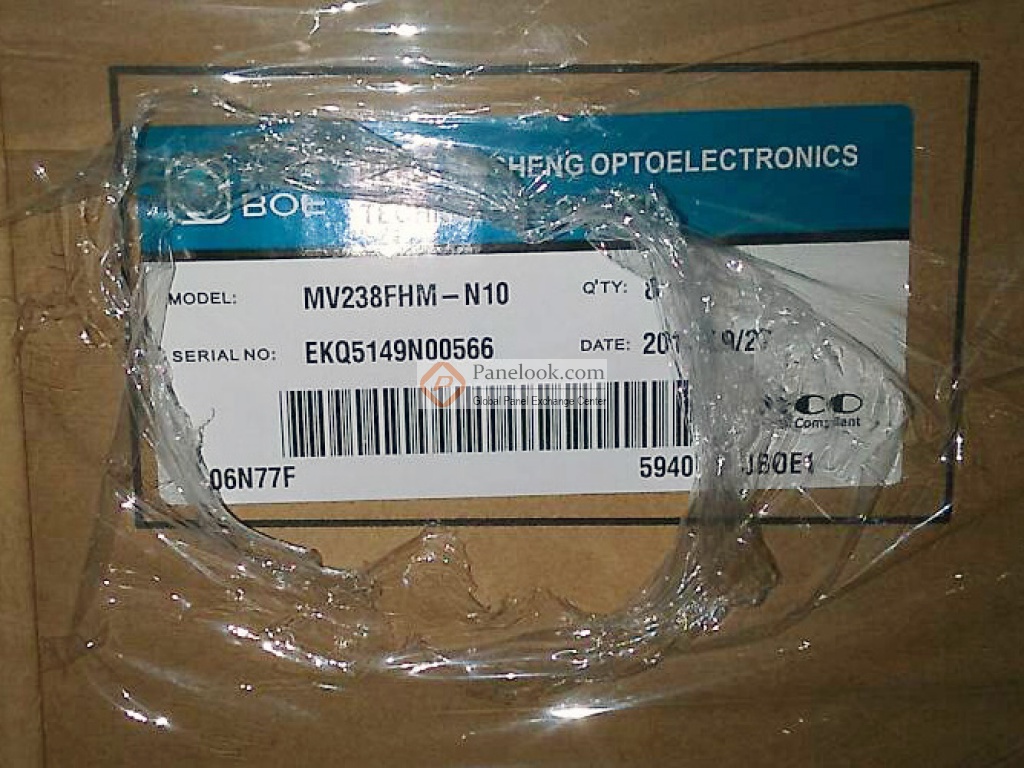 BOE
CHENG OPTOELECTRONICS
MODEL: MV238FHM-N10 Q'TY:
SERIAL NO: EKQ5149N00566 DATE:
Panelook.com
Global Panel Exchange Center
Compliant
06N77F